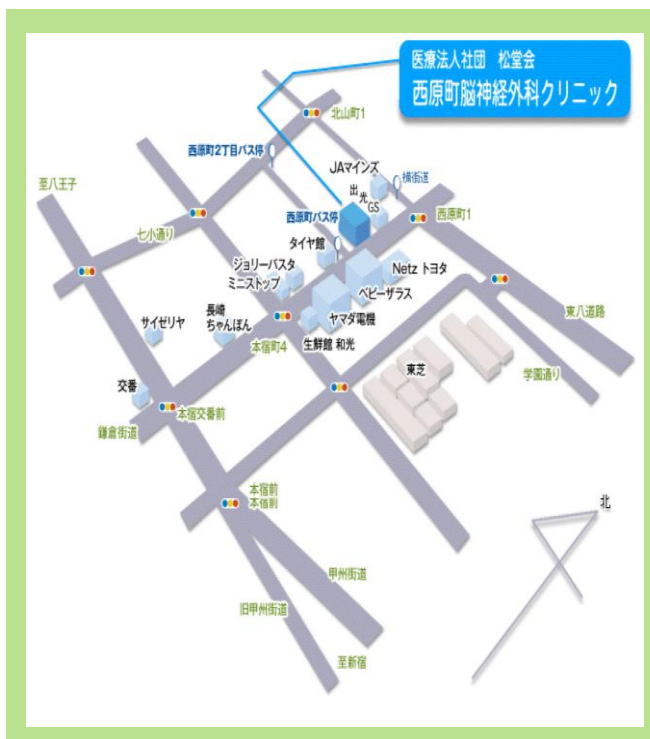 医療法人社団　松堂会
西原町脳神経外科クリニック
北山町1
西原町2丁目バス停
JAマインズ
横街道
至八王子
出光GS
西原町バス停
西原町1
七小通り
タイヤ館
ジョリーパスタ
Netz トヨタ
ミニストップ
ベビーザラス
サイゼリヤ
長崎
ちゃんぽん
ヤマダ電機
東八道路
本宿町4
生鮮館 和光
東芝
学園通り
交番
本宿交番前
鎌倉街道
本宿前
本宿前
北
甲州街道
旧甲州街道
至新宿